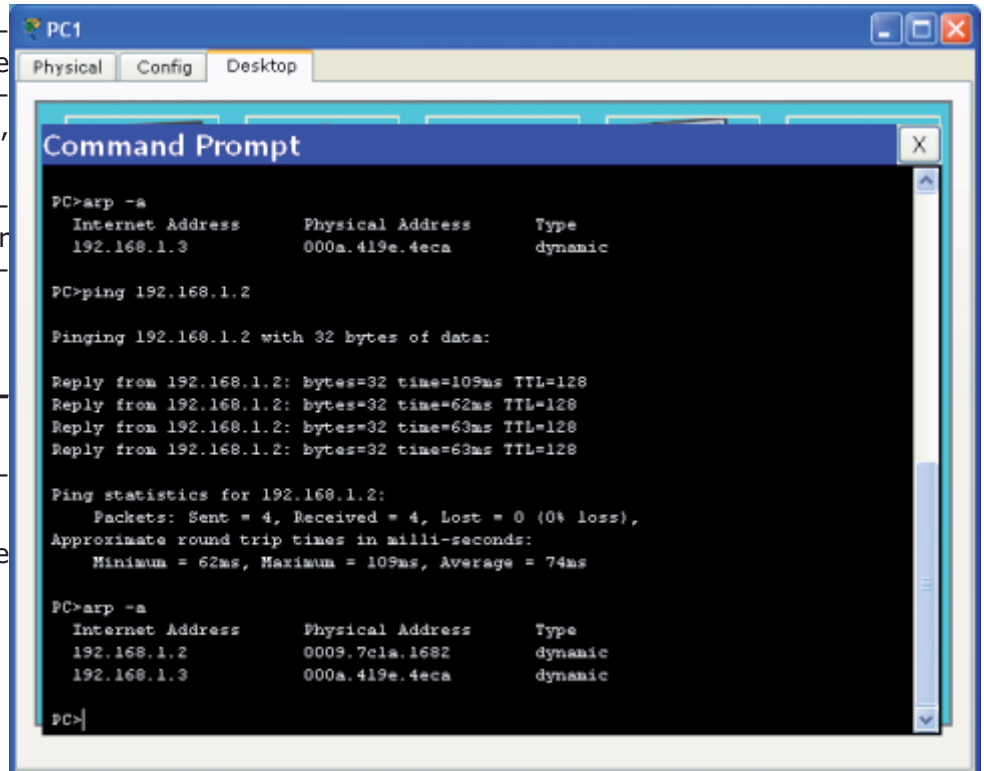 PC1
Physical Config Desktop
Command Prompt
X
PC>arp -a
Internet Address Physical Address Type
192.168.1.3 000a.419e.4eca dynamic
PC>ping 192.168.1.2
Pinging 192.168.1.2 with 32 bytes of data:
Reply from 192.168.1.2: bytes=32 time=109ms TTL=128
Reply from 192.168.1.2: bytes=32 time=62ms TTL=128
Reply from 192.168.1.2: bytes=32 time=63ms TTL=128
Reply from 192.168.1.2: bytes=32 time=63ms TTL=128
Ping statistics for 192.168.1.2:
Packets: Sent = 4, Received = 4, Lost = 0 (0% loss),
Approximate round trip times in milli-seconds:
Minimum = 62ms, Maximum = 109ms, Average = 74ms
PC>arp -a
Internet Address Physical Address Type
192.168.1.2 0009.7c1a.1682 dynamic
192.168.1.3 000a.419e.4eca dynamic
PC>